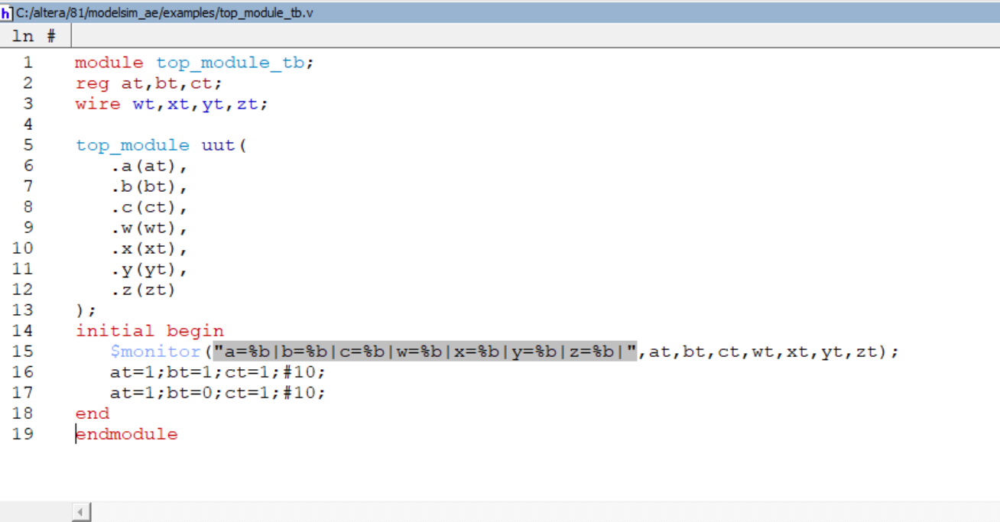 h] C:/altera/81/modelsim_ae/examples/top_module_tb.v
ln #
1 module top_module_tb;
2 reg at,bt,ct;
3 wire wt,xt,yt,zt;
4
5 top_module uut(
6 .a(at),
7 .b(bt),
8 .c(ct),
9 .w(wt),
10 .x(xt),
11 .y(yt),
12 .z(zt)
13 );
14 initial begin
15 $monitor("a=%b|b=%b|c=%b|w=%b|x=%b|y=%b|z=%b|",at,bt,ct,wt,xt,yt,zt);
16 at=1;bt=1;ct=1;#10;
17 at=1;bt=0;ct=1;#10;
18 end
19 endmodule